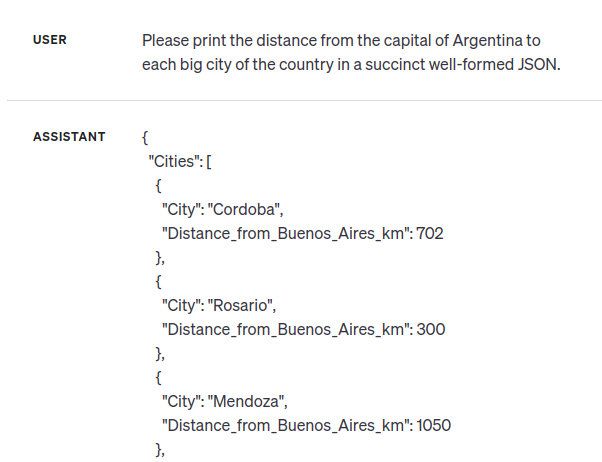 USER
Please print the distance from the capital of Argentina to
each big city of the country in a succinct well-formed JSON.
ASSISTANT
{
"Cities": [
{
"City": "Cordoba",
"Distance_from_Buenos_Aires_km": 702
},
{
"City": "Rosario",
"Distance_from_Buenos_Aires_km": 300
},
{
"City": "Mendoza",
"Distance_from_Buenos_Aires_km": 1050
},